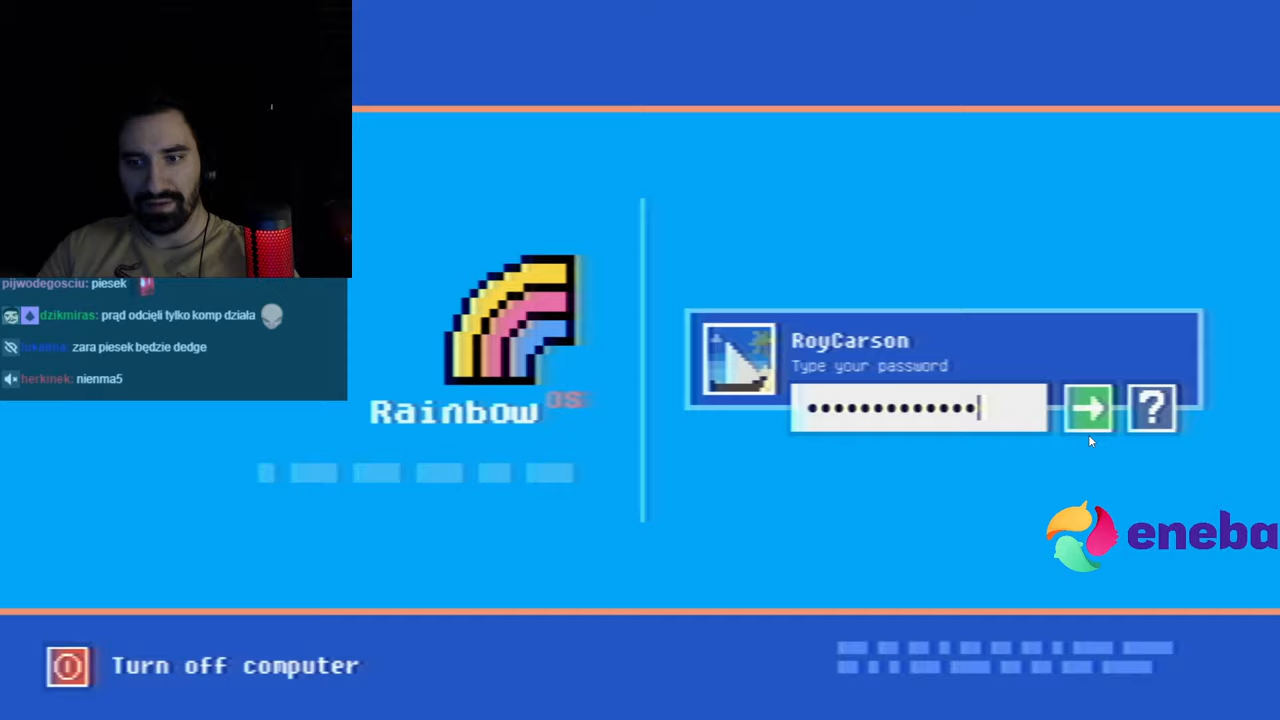 pijwodegosciu: piesek
dzikmiras: prąd odcięli tylko komp działa
zara piesek będzie dedge
herkinek: nienma5
Rainbow OS
RoyCarson
Type your password
?
eneba
Turn off computer